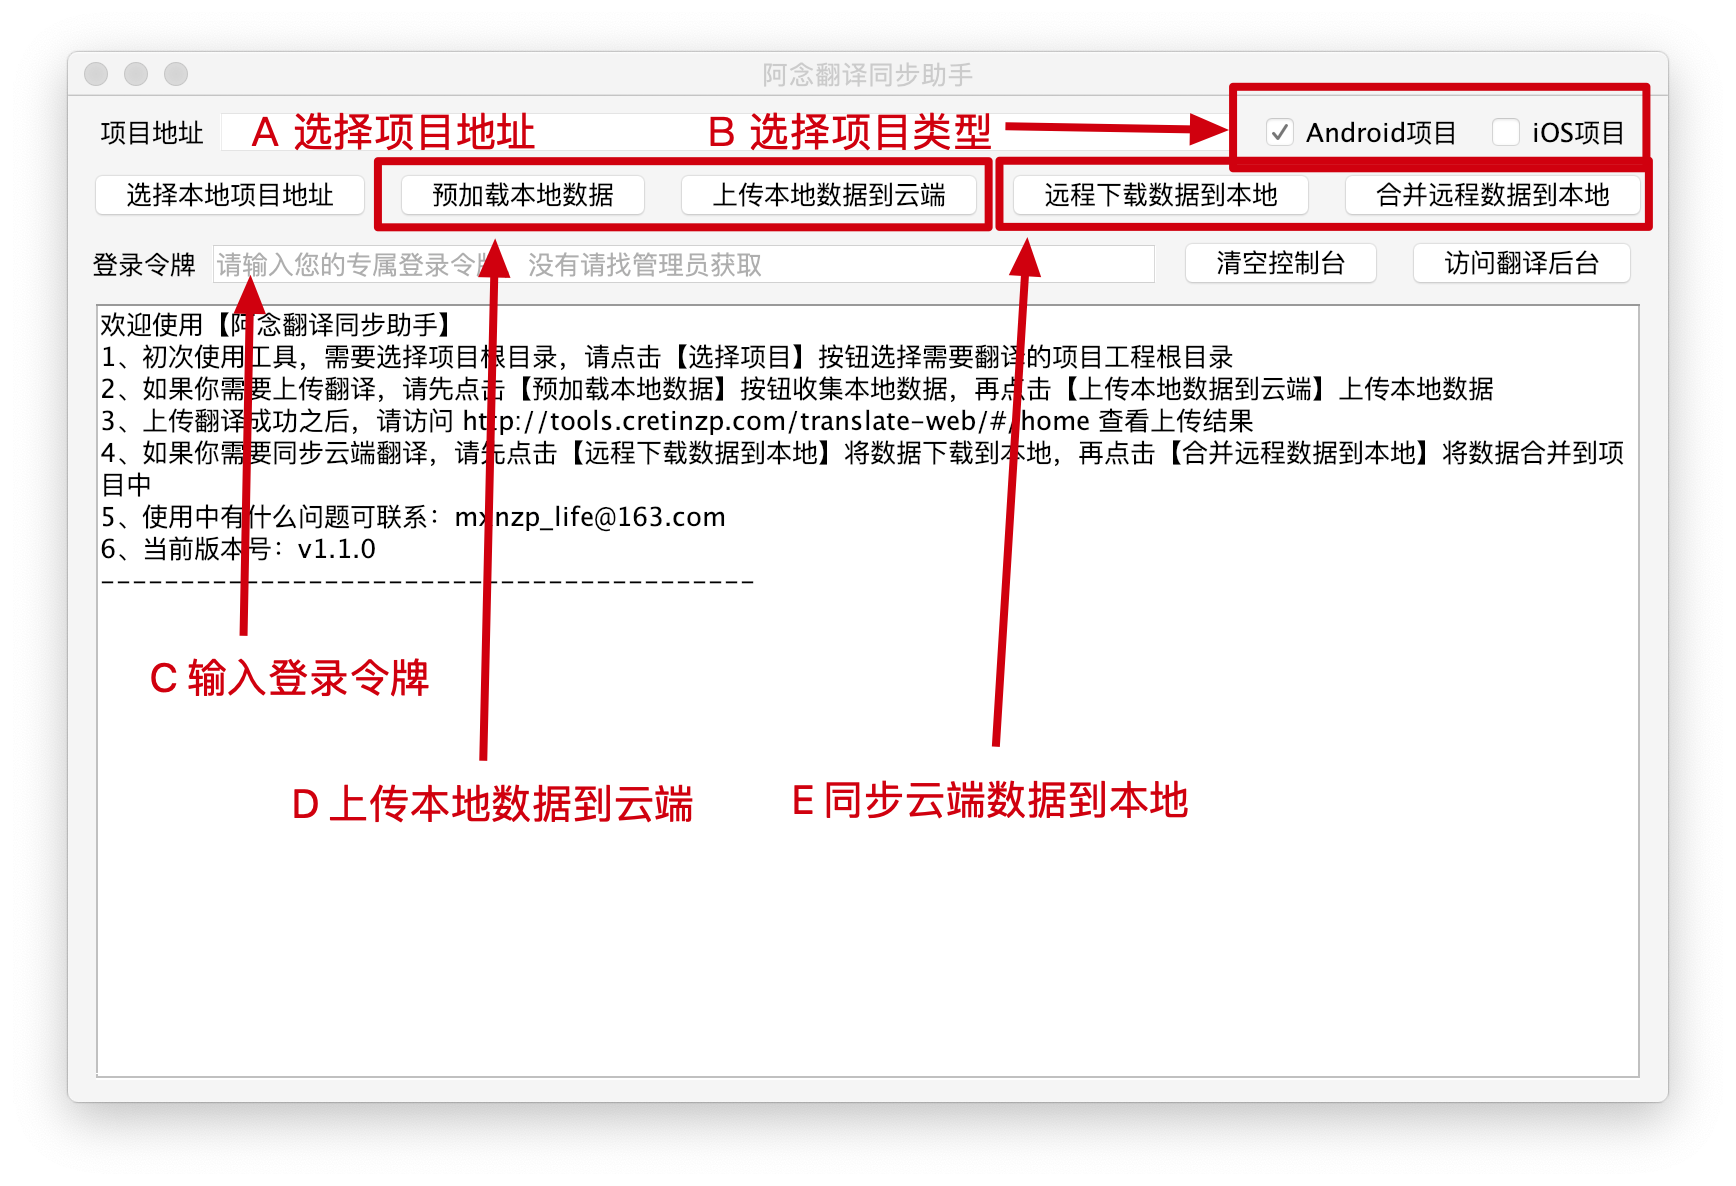 阿念翻译同步助手
项目地址
A 选择项目地址
B 选择项目类型
Android项目
iOS项目
选择本地项目地址
预加载本地数据
上传本地数据到云端
远程下载数据到本地
合并远程数据到本地
登录令牌
请输入您的专属登录令牌 没有请找管理员获取
清空控制台
访问翻译后台
欢迎使用【阿念翻译同步助手】
1、初次使用工具，需要选择项目根目录，请点击【选择项目】按钮选择需要翻译的项目工程根目录
2、如果你需要上传翻译，请先点击【预加载本地数据】按钮收集本地数据，再点击【上传本地数据到云端】上传本地数据
3、上传翻译成功之后，请访问 http://tools.cretinzp.com/translate-web/#/home 查看上传结果
4、如果你需要同步云端翻译，请先点击【远程下载数据到本地】将数据下载到本地，再点击【合并远程数据到本地】将数据合并到项
目中
5、使用中有什么问题可联系：mxnzp_life@163.com
6、当前版本号：v1.1.0
-----------------------------------------
C 输入登录令牌
D 上传本地数据到云端
E 同步云端数据到本地